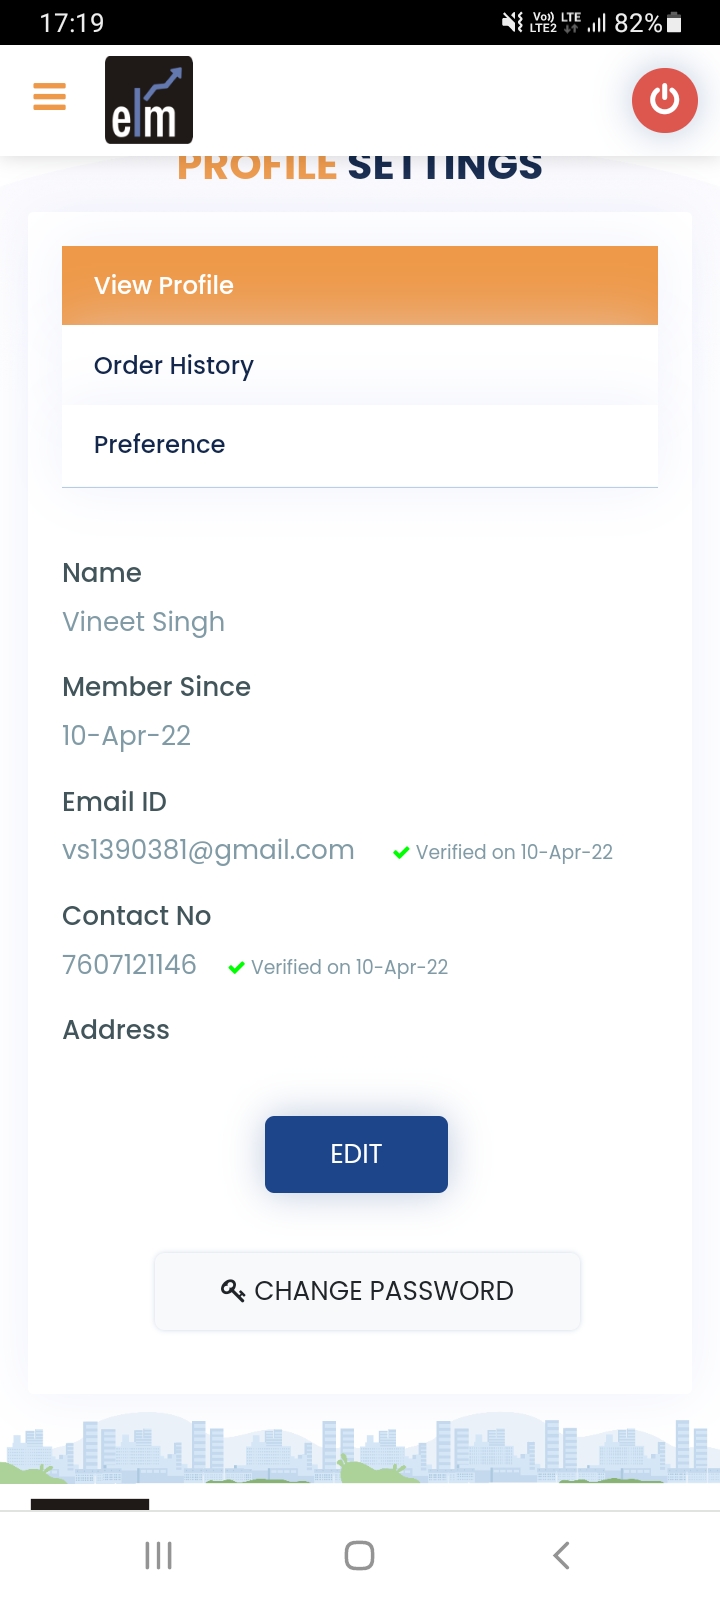 17:19
Vo)) LTE
LTE2
82%
elm
PROFILE SETTINGS
View Profile
Order History
Preference
Name
Vineet Singh
Member Since
10-Apr-22
Email ID
vs1390381@gmail.com Verified on 10-Apr-22
Contact No
7607121146 Verified on 10-Apr-22
Address
EDIT
CHANGE PASSWORD